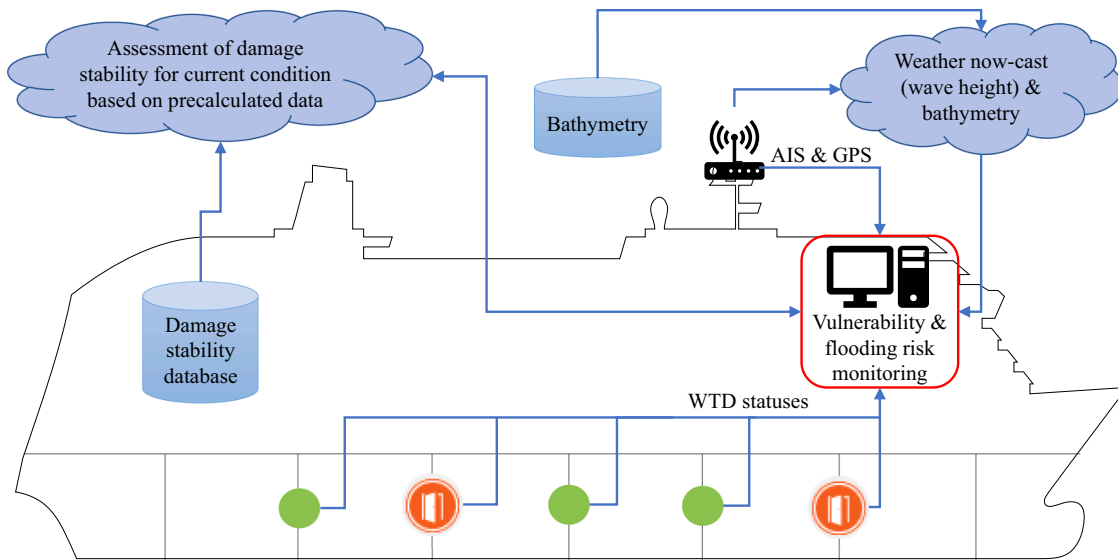 Assessment of damage
stability for current condition
based on precalculated data
Weather now-cast
(wave height) &
bathymetry
Bathymetry
AIS & GPS
Damage
stability
database
Vulnerability &
flooding risk
monitoring
WTD statuses